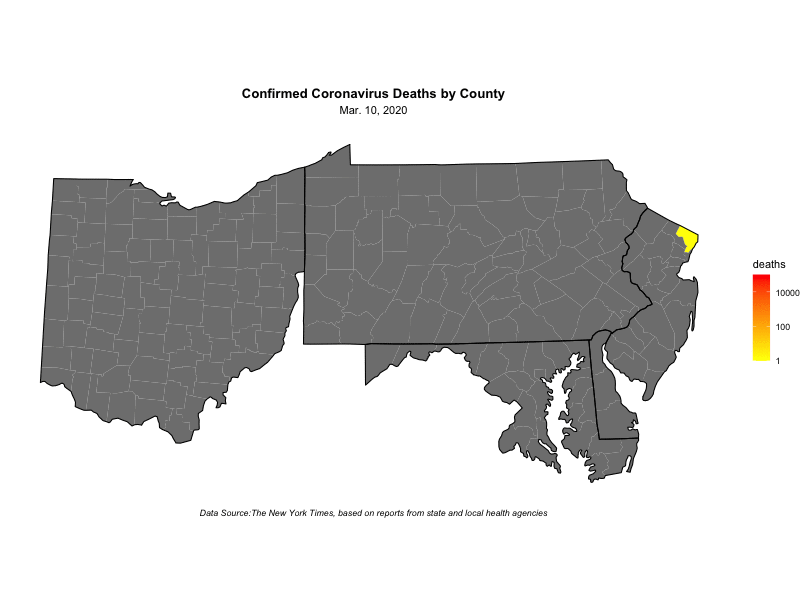 Confirmed Coronavirus Deaths by County
Mar. 10, 2020
deaths
10000
100
1
Data Source:The New York Times, based on reports from state and local health agencies